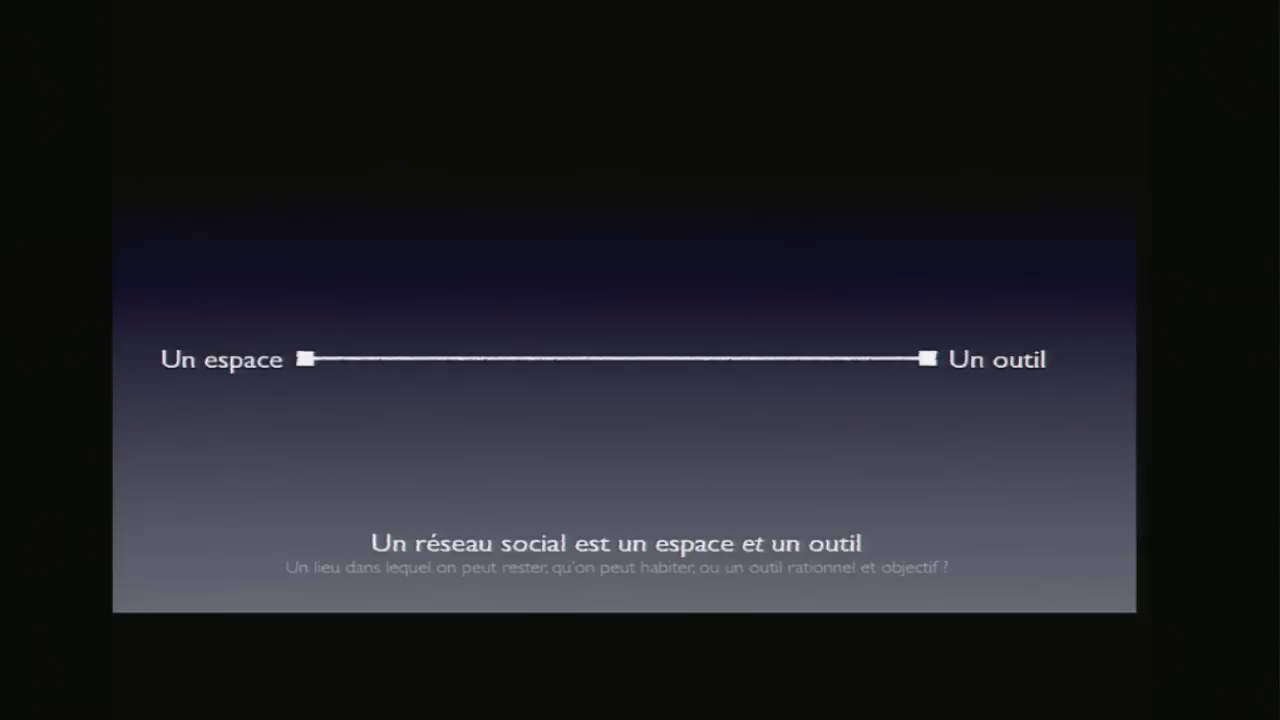 Un espace
Un outil
Un réseau social est un espace et un outil
Un lieu dans lequel on peut rester, qu'on peut habiter, ou un outil rationnel et objectif ?